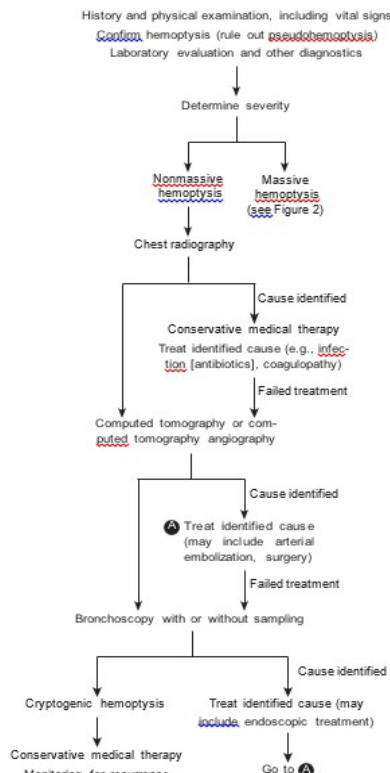 History and physical examination, including vital signs
Confirm hemoptysis (rule out pseudohemoptysis)
Laboratory evaluation and other diagnostics
Determine severity
Nonmassive
hemoptysis
Massive
hemoptysis
(see Figure 2)
Chest radiography
Cause identified
Conservative medical therapy
Treat identified cause (e.g., infec-
tion [antibiotics], coagulopathy)
Failed treatment
Computed tomography or com-
puted tomography angiography
Cause identified
A Treat identified cause
(may include arterial
embolization, surgery)
Failed treatment
Bronchoscopy with or without sampling
Cause identified
Cryptogenic hemoptysis
Treat identified cause (may
include endoscopic treatment)
Conservative medical therapy
Monitoring for recurrence
Go to A